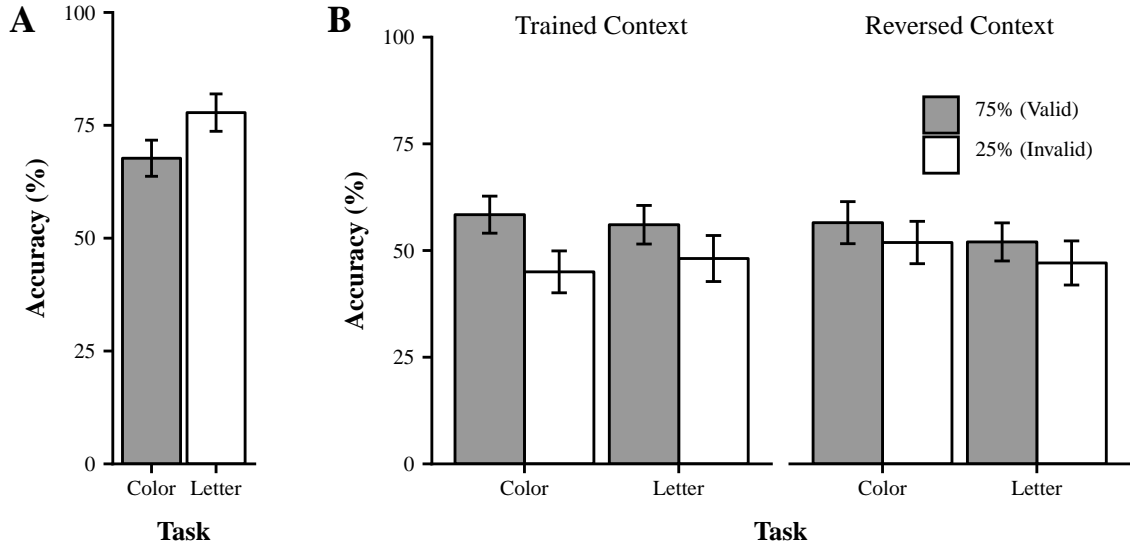 A
Accuracy (%)
100
75
50
25
0
Color Letter
Task
B
Trained Context
Reversed Context
Accuracy (%)
100
75
50
25
0
75% (Valid)
25% (Invalid)
Color Letter
Color Letter
Task